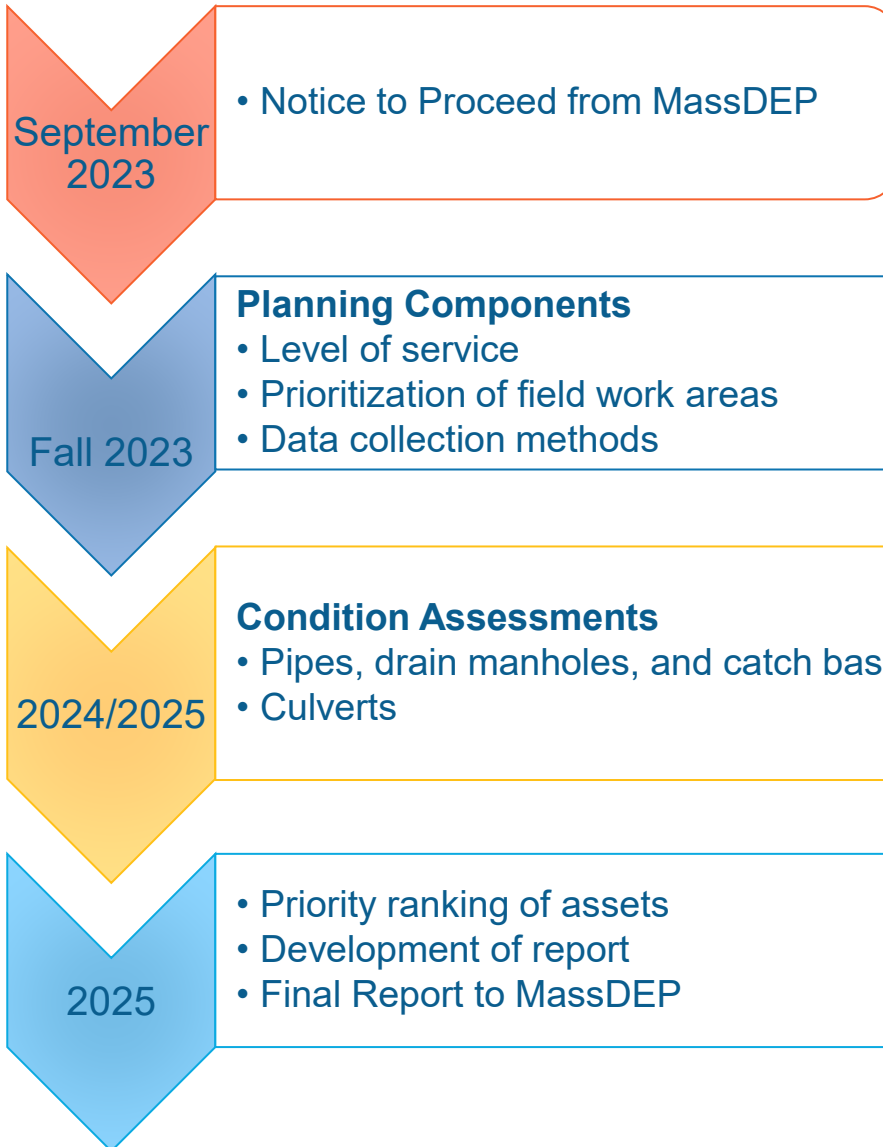 September
2023
• Notice to Proceed from MassDEP
Fall 2023
Planning Components
• Level of service
• Prioritization of field work areas
• Data collection methods
2024/2025
Condition Assessments
• Pipes, drain manholes, and catch
• Culverts
2025
• Priority ranking of assets
• Development of report
• Final Report to MassDEP